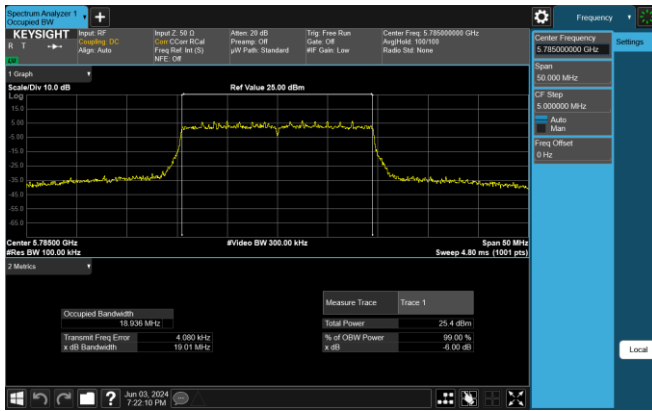 Spectrum Analyzer 1
Occupied BW
Frequency
KEYSIGHT
R T
Input: RF
Coupling: DC
Align: Auto
Input Z: 50 Ω
Corr CCorr RCal
Freq Ref: Int (S)
NFE: Off
Atten: 20 dB
Preamp: Off
µW Path: Standard
Trig: Free Run
Gate: Off
#IF Gain: Low
Center Freq: 5.785000000 GHz
Avg|Hold: 100/100
Radio Std: None
Center Frequency
5.785000000 GHz
Settings
Span
50.000 MHz
CF Step
5.000000 MHz
Auto
Man
Freq Offset
0 Hz
1 Graph
Scale/Div 10.0 dB
Ref Value 25.00 dBm
Log
15.0
5.00
-5.00
-15.0
-25.0
-35.0
-45.0
-55.0
-65.0
Center 5.78500 GHz
#Video BW 300.00 kHz
Span 50 MHz
#Res BW 100.00 kHz
Sweep 4.80 ms (1001 pts)
2 Metrics
Measure Trace
Trace 1
Occupied Bandwidth
18.936 MHz
Total Power
25.4 dBm
Transmit Freq Error
4.080 kHz
% of OBW Power
99.00 %
x dB Bandwidth
19.01 MHz
x dB
-6.00 dB
Local
?
Jun 03, 2024
7:22:10 PM